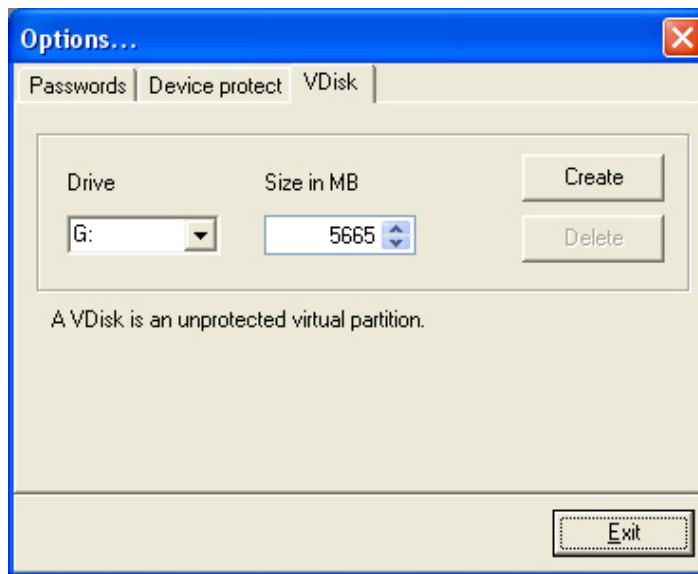 Options...
Passwords Device protect VDisk
Drive Size in MB Create
G: 5665 Delete
A VDisk is an unprotected virtual partition.
Exit